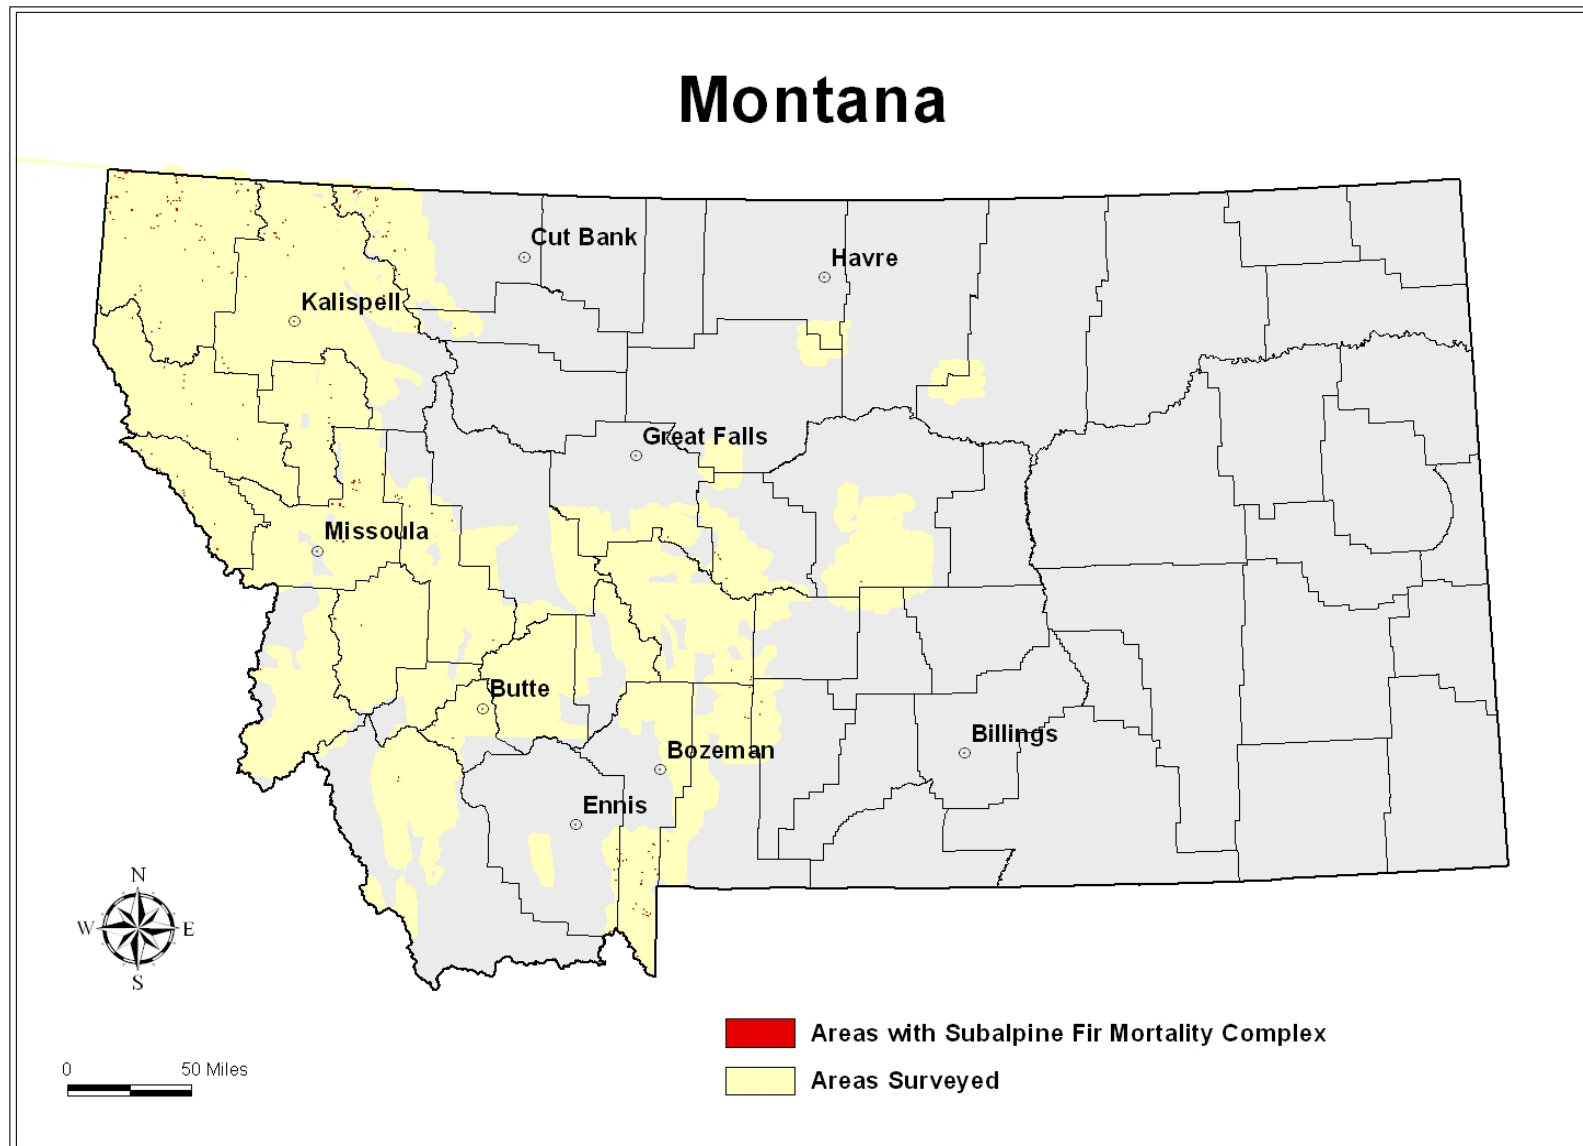 Montana
Cut Bank
Havre
Kalispell
Great Falls
Missoula
Butte
Billings
Bozeman
Ennis
N
W E
S
0 50 Miles
Areas with Subalpine Fir Mortality Complex
Areas Surveyed